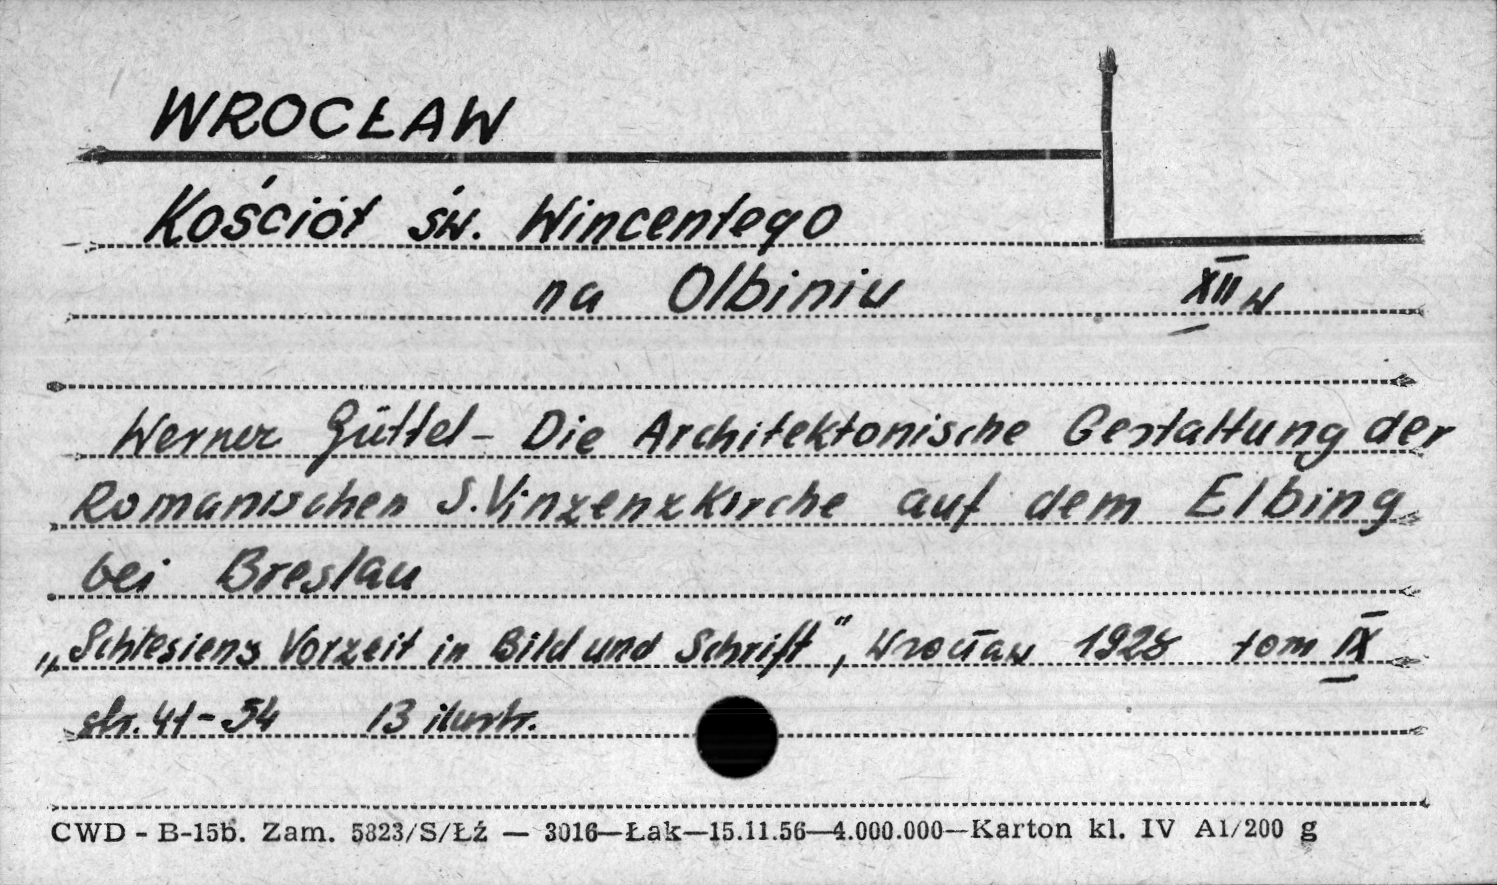 WROCŁAW
Kościół św. Wincentego
na Olbiniu XII w
Werner Güttel - Die Architektonische Gestaltung der
Romanischen S. Vinzenzkirche auf dem Elbing
bei Breslau
„Schlesiens Vorzeit in Bild und Schrift", Wrocław 1928 tom IX
str. 41-54 13 ilustr.
CWD - B-15b. Zam. 5823/S/Łź — 3016—Łak—15.11.56—4.000.000—Karton kl. IV A1/200 g